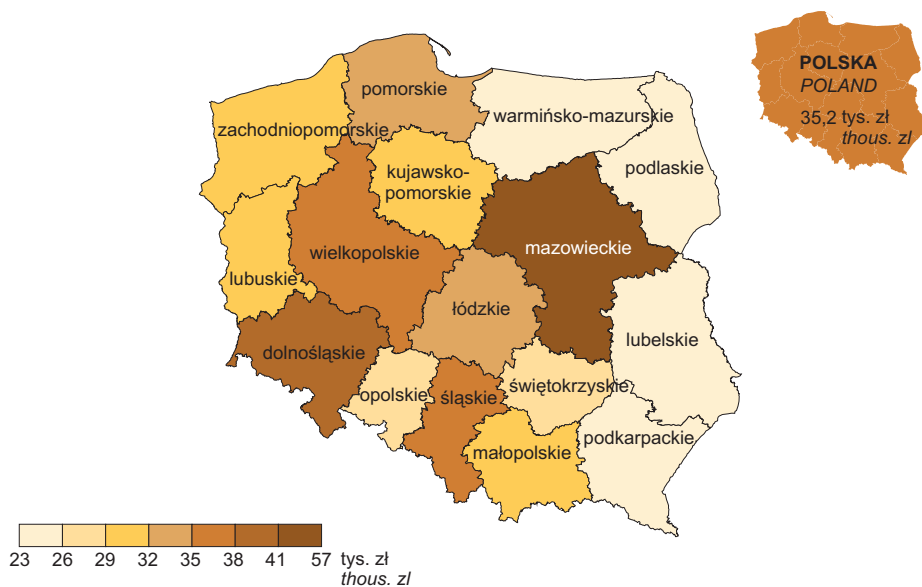 POLSKA
POLAND
35,2 tys. zł
thous. zl
pomorskie
warmińsko-mazurskie
zachodniopomorskie
podlaskie
kujawsko-
pomorskie
mazowieckie
wielkopolskie
lubuskie
łódzkie
lubelskie
dolnośląskie
świętokrzyskie
opolskie
śląskie
podkarpackie
małopolskie
23 26 29 32 35 38 41 57 tys. zł
thous. zl